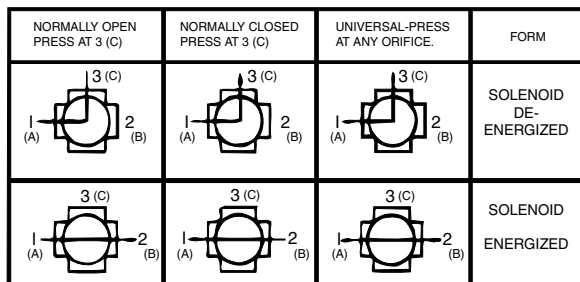 NORMALLY OPEN
PRESS AT 3 (C)
NORMALLY CLOSED
PRESS AT 3 (C)
UNIVERSAL-PRESS
AT ANY ORIFICE.
FORM
3 (C)
1
(A)
2
(B)
3 (C)
1
(A)
2
(B)
3 (C)
1
(A)
2
(B)
SOLENOID
DE-
ENERGIZED
3 (C)
1
(A)
2
(B)
3 (C)
1
(A)
2
(B)
3 (C)
1
(A)
2
(B)
SOLENOID
ENERGIZED